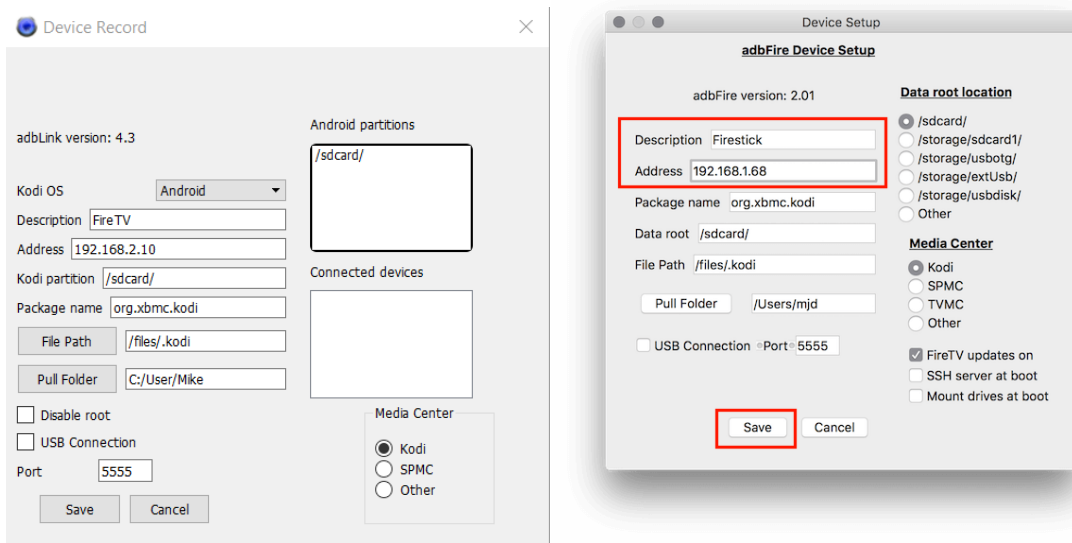 Device Record
adbLink version: 4.3
Kodi OS Android
Description FireTV
Address 192.168.2.10
Kodi partition /sdcard/
Package name org.xbmc.kodi
File Path /files/.kodi
Pull Folder C:/User/Mike
Disable root
USB Connection
Port 5555
Save Cancel
Android partitions
/sdcard/
Connected devices
Media Center
Kodi
SPMC
Other
Device Setup
adbFire Device Setup
adbFire version: 2.01
Description Firestick
Address 192.168.1.68
Package name org.xbmc.kodi
Data root /sdcard/
File Path /files/.kodi
Pull Folder /Users/mjd
USB Connection Port 5555
Save Cancel
Data root location
/sdcard/
/storage/sdcard1/
/storage/usbotg/
/storage/extUsb/
/storage/usbdisk/
Other
Media Center
Kodi
SPMC
TVMC
Other
FireTV updates on
SSH server at boot
Mount drives at boot